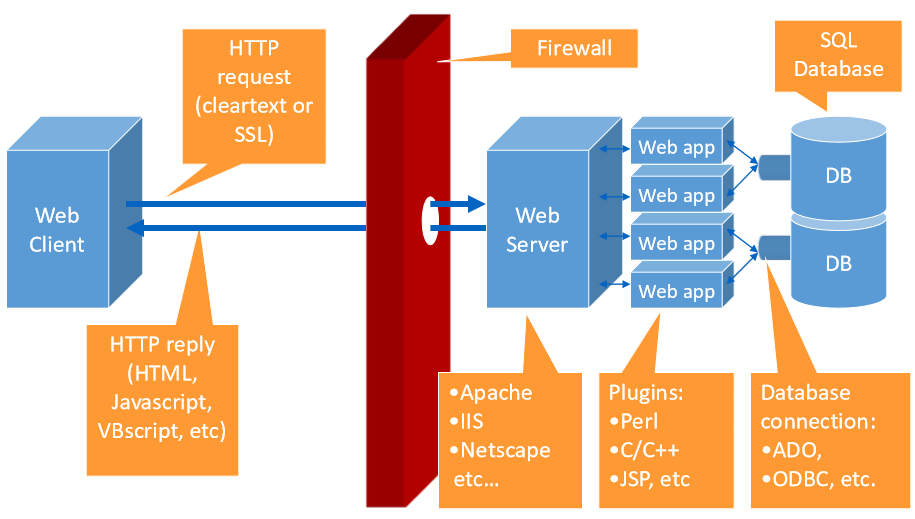 HTTP
request
(cleartext or
SSL)
Firewall
SQL
Database
Web
Client
Web
Server
Web app
Web app
Web app
Web app
DB
DB
HTTP reply
(HTML,
Javascript,
VBscript, etc)
•Apache
•IIS
•Netscape
etc...
Plugins:
•Perl
•C/C++
•JSP, etc
Database
connection:
•ADO,
•ODBC, etc.